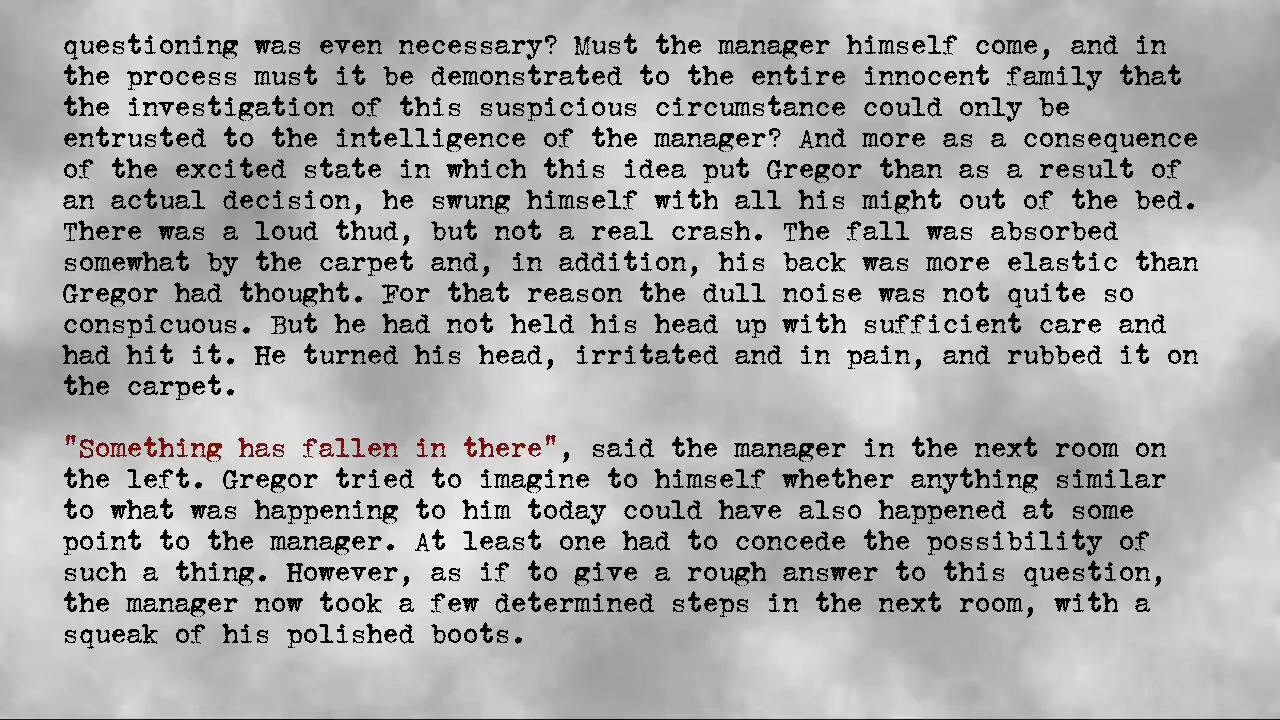 questioning was even necessary? Must the manager himself come, and in
the process must it be demonstrated to the entire innocent family that
the investigation of this suspicious circumstance could only be
entrusted to the intelligence of the manager? And more as a consequence
of the excited state in which this idea put Gregor than as a result of
an actual decision, he swung himself with all his might out of the bed.
There was a loud thud, but not a real crash. The fall was absorbed
somewhat by the carpet and, in addition, his back was more elastic than
Gregor had thought. For that reason the dull noise was not quite so
conspicuous. But he had not held his head up with sufficient care and
had hit it. He turned his head, irritated and in pain, and rubbed it on
the carpet.
"Something has fallen in there", said the manager in the next room on
the left. Gregor tried to imagine to himself whether anything similar
to what was happening to him today could have also happened at some
point to the manager. At least one had to concede the possibility of
such a thing. However, as if to give a rough answer to this question,
the manager now took a few determined steps in the next room, with a
squeak of his polished boots.